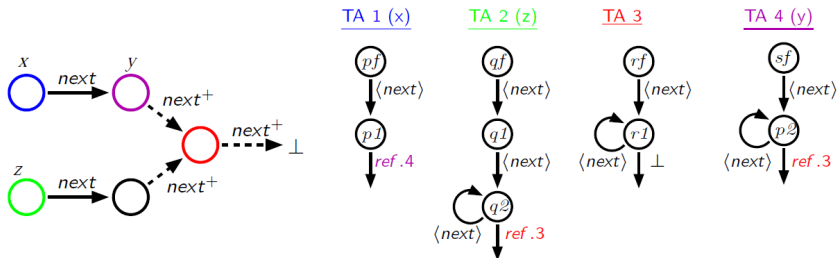 TA 1 (x) TA 2 (z) TA 3 TA 4 (y)
x y
next next⁺ next⁺ ⊥
z
next next⁺
pf
⟨next⟩
p1
ref.4
qf
⟨next⟩
q1
⟨next⟩
q2
⟨next⟩ ref.3
rf
⟨next⟩
r1
⟨next⟩ ⊥
sf
⟨next⟩
p2
⟨next⟩ ref.3